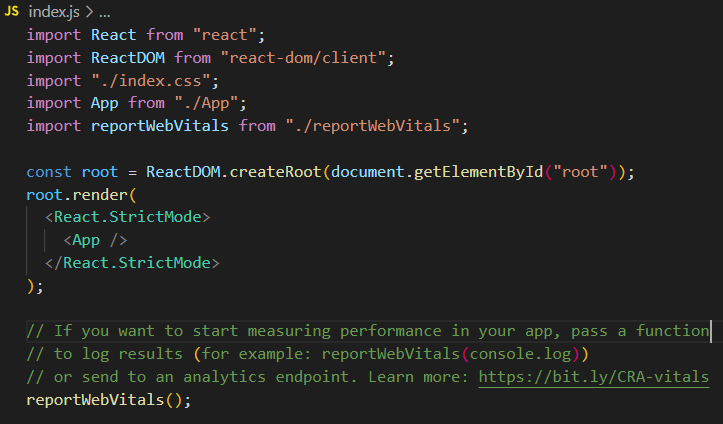 JS index.js > ...
import React from "react";
import ReactDOM from "react-dom/client";
import "./index.css";
import App from "./App";
import reportWebVitals from "./reportWebVitals";
const root = ReactDOM.createRoot(document.getElementById("root"));
root.render(
<React.StrictMode>
<App />
</React.StrictMode>
);
// If you want to start measuring performance in your app, pass a function
// to log results (for example: reportWebVitals(console.log))
// or send to an analytics endpoint. Learn more: https://bit.ly/CRA-vitals
reportWebVitals();